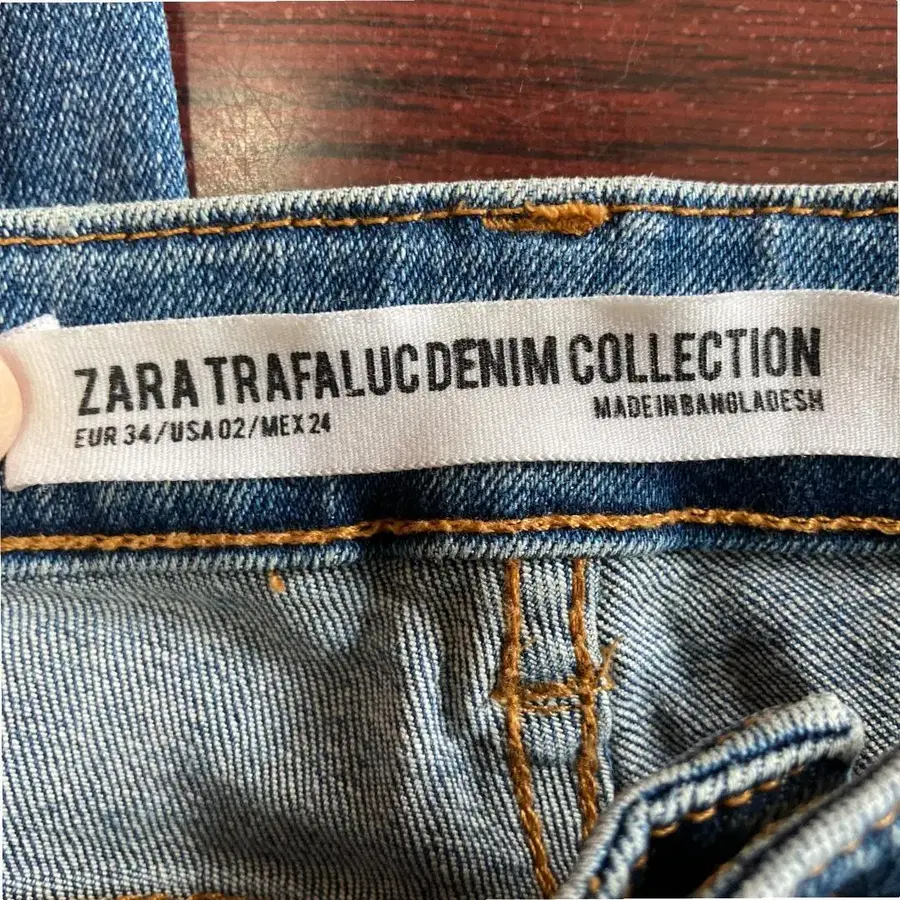 ZARA TRAFALUC DENIM COLLECTION
EUR 34/USA 02/MEX 24
MADE IN BANGLADESH